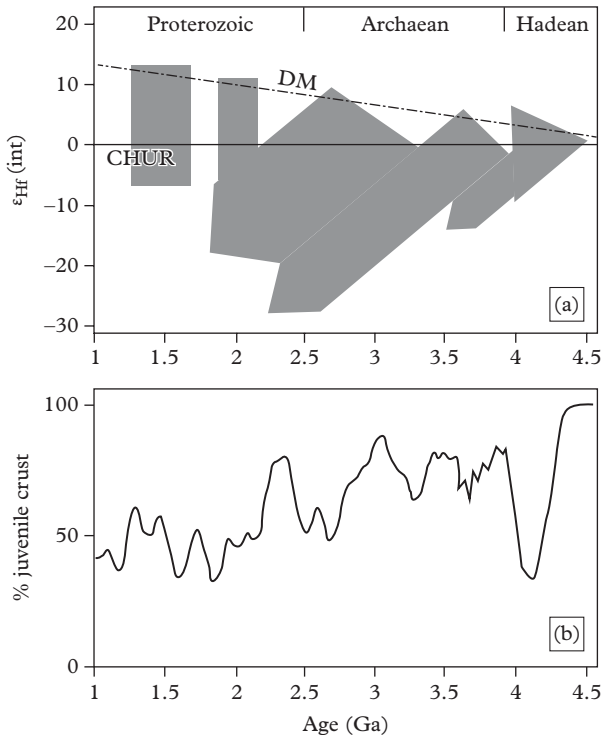 Proterozoic Archaean Hadean
20
10
0
−10
−20
−30
εHf (int)
DM
CHUR
(a)
1 1.5 2 2.5 3 3.5 4 4.5
100
50
0
% juvenile crust
(b)
1 1.5 2 2.5 3 3.5 4 4.5
Age (Ga)